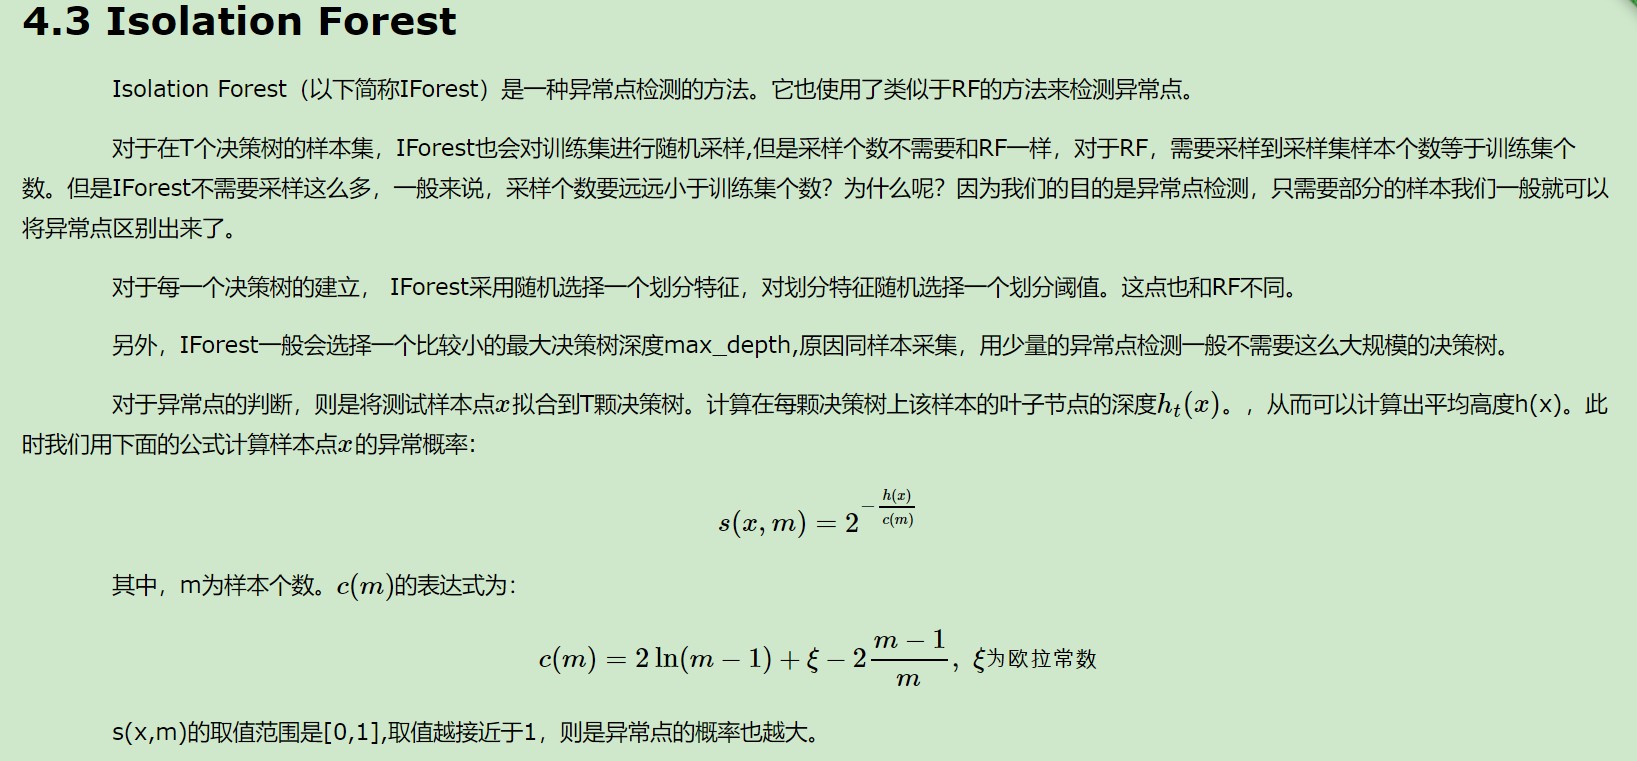 4.3 Isolation Forest
Isolation Forest（以下简称IForest）是一种异常点检测的方法。它也使用了类似于RF的方法来检测异常点。
对于在T个决策树的样本集，IForest也会对训练集进行随机采样,但是采样个数不需要和RF一样，对于RF，需要采样到采样集样本个数等于训练集个
数。但是IForest不需要采样这么多，一般来说，采样个数要远远小于训练集个数？为什么呢？因为我们的目的是异常点检测，只需要部分的样本我们一般就可以
将异常点区别出来了。
对于每一个决策树的建立， IForest采用随机选择一个划分特征，对划分特征随机选择一个划分阈值。这点也和RF不同。
另外，IForest一般会选择一个比较小的最大决策树深度max_depth,原因同样本采集，用少量的异常点检测一般不需要这么大规模的决策树。
对于异常点的判断，则是将测试样本点x拟合到T颗决策树。计算在每颗决策树上该样本的叶子节点的深度h_t(x)。，从而可以计算出平均高度h(x)。此
时我们用下面的公式计算样本点x的异常概率:
s(x, m) = 2^{-\frac{h(x)}{c(m)}}
其中，m为样本个数。c(m)的表达式为：
c(m) = 2 ln(m − 1) + ξ − 2\frac{m − 1}{m}, ξ为欧拉常数
s(x,m)的取值范围是[0,1],取值越接近于1，则是异常点的概率也越大。